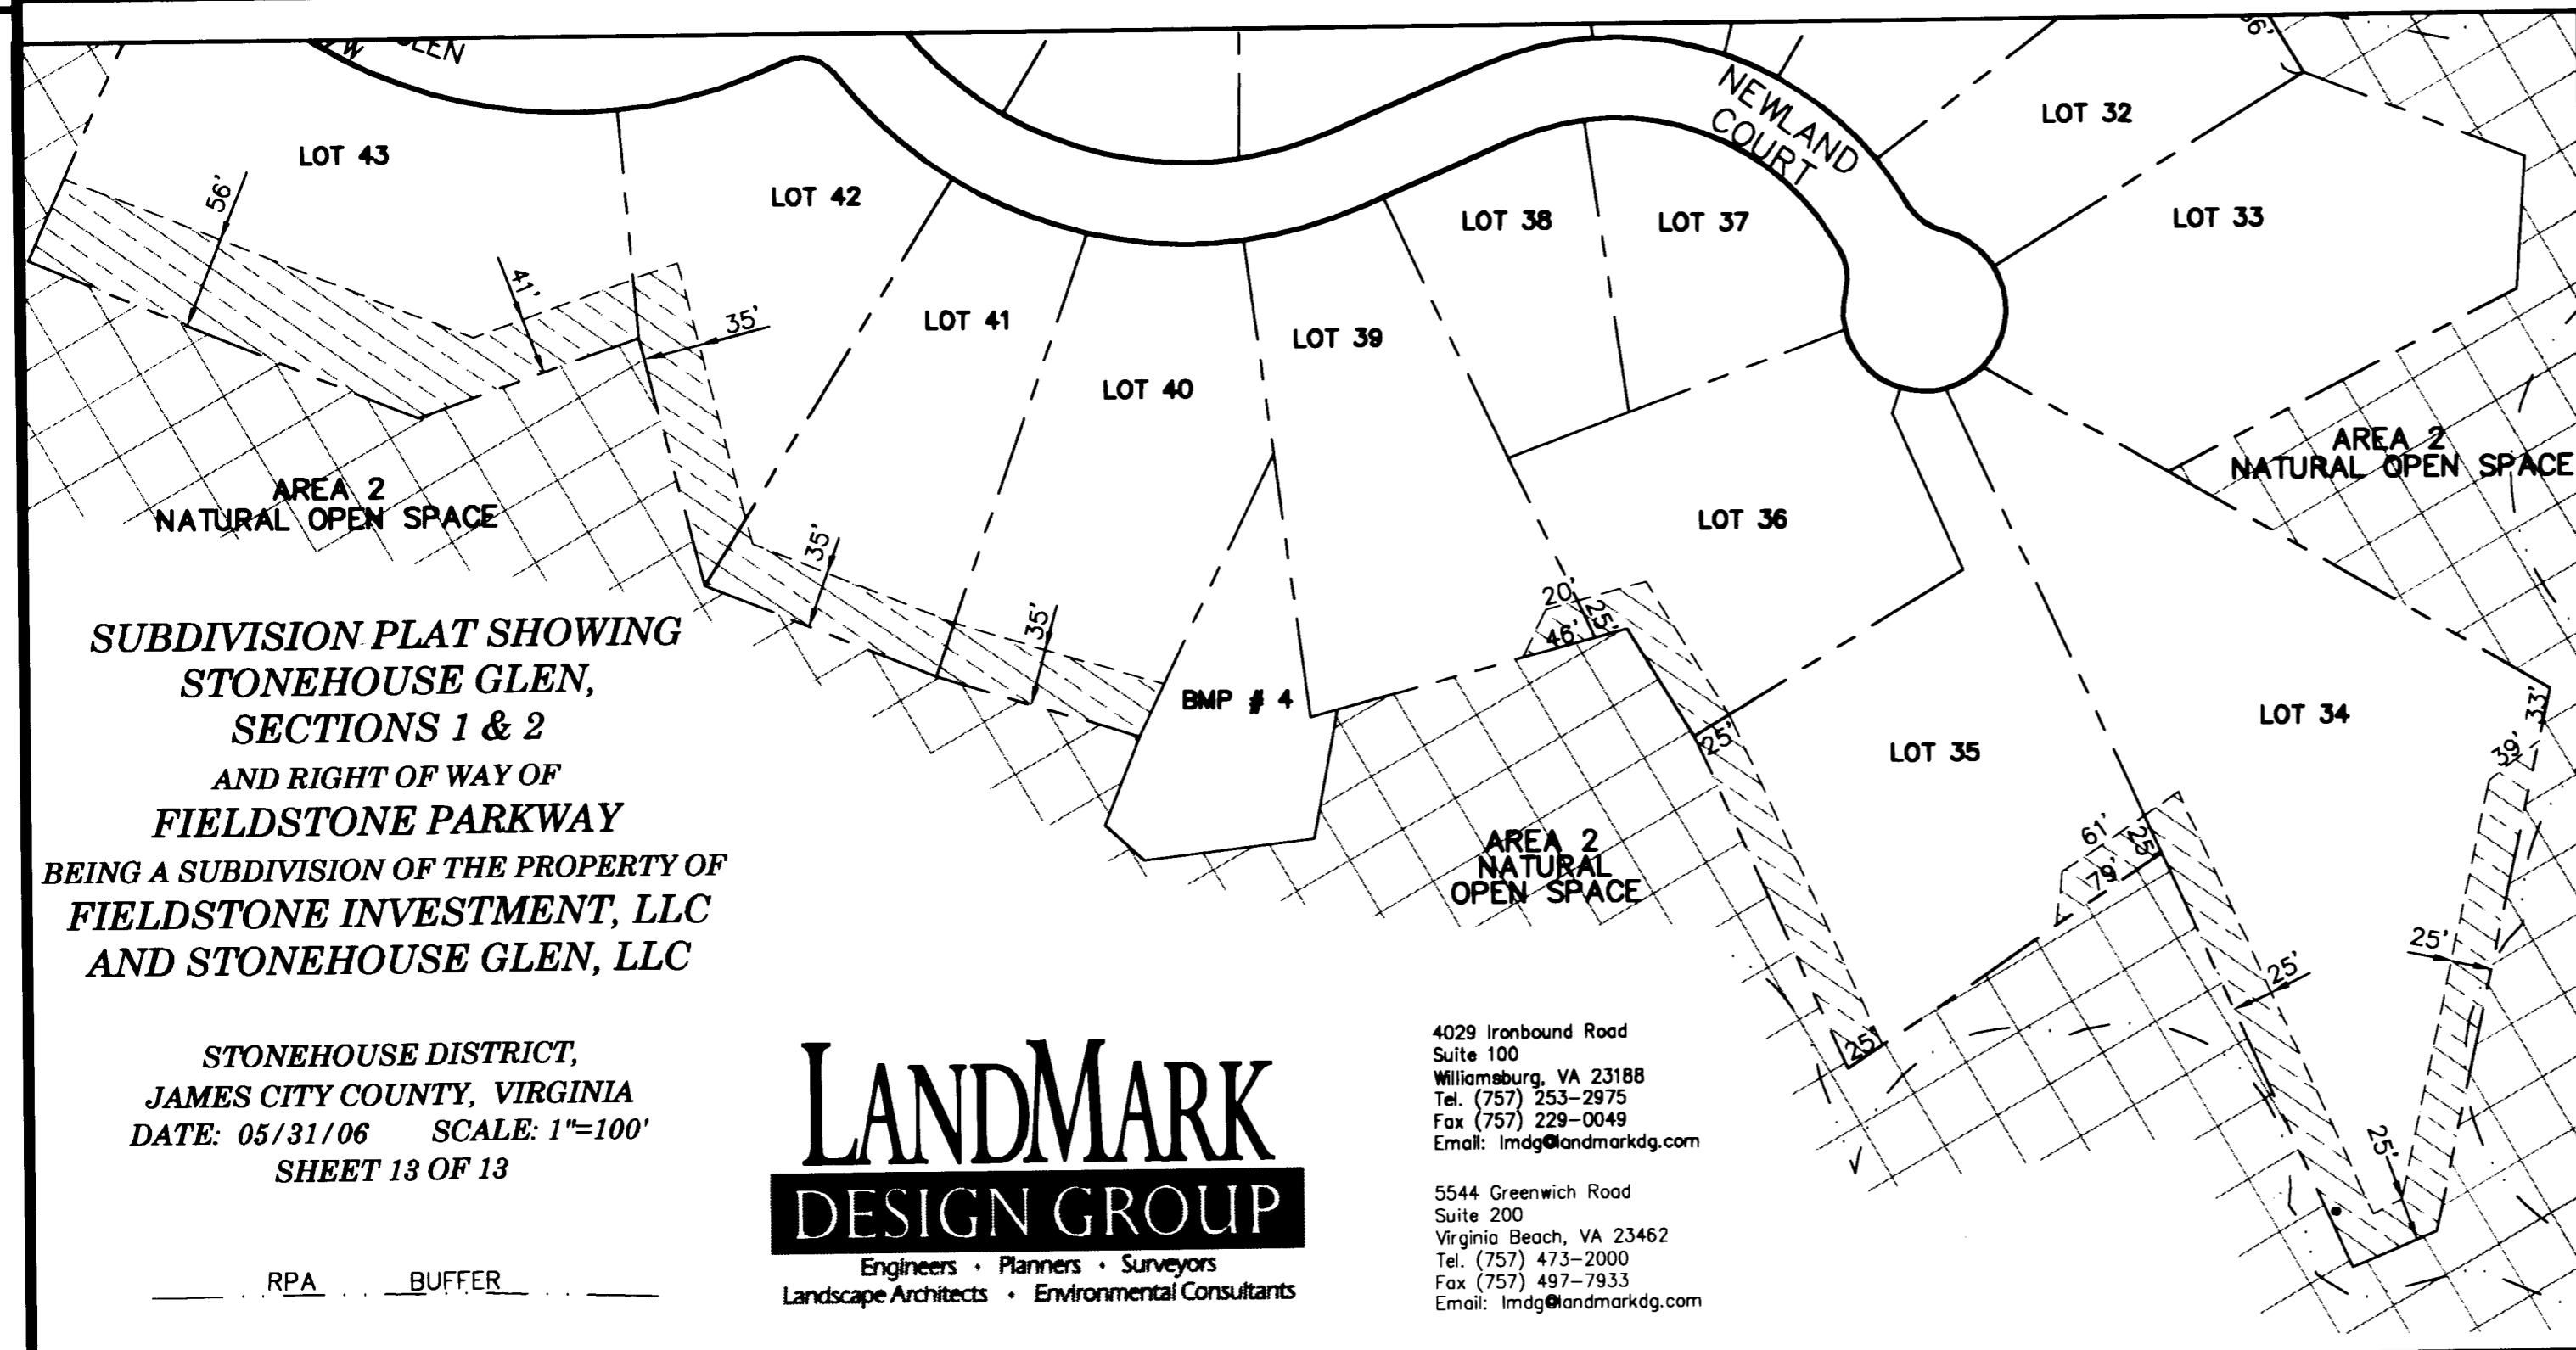 W GLEN
56'
LOT 43
LOT 42
LOT 41
LOT 40
LOT 39
LOT 38
LOT 37
NEWLAND
COURT
LOT 32
LOT 33
56'
41'
35'
35'
35'
AREA 2
NATURAL OPEN SPACE
AREA 2
NATURAL OPEN SPACE
LOT 36
20'
25'
46'
BMP # 4
25'
LOT 35
LOT 34
33'
39'
61'
25'
79'
AREA 2
NATURAL
OPEN SPACE
25'
25'
25'
25'
SUBDIVISION PLAT SHOWING
STONEHOUSE GLEN,
SECTIONS 1 & 2
AND RIGHT OF WAY OF
FIELDSTONE PARKWAY
BEING A SUBDIVISION OF THE PROPERTY OF
FIELDSTONE INVESTMENT, LLC
AND STONEHOUSE GLEN, LLC
STONEHOUSE DISTRICT,
JAMES CITY COUNTY, VIRGINIA
DATE: 05/31/06 SCALE: 1"=100'
SHEET 13 OF 13
RPA BUFFER
LANDMARK
DESIGN GROUP
Engineers · Planners · Surveyors
Landscape Architects · Environmental Consultants
4029 Ironbound Road
Suite 100
Williamsburg, VA 23188
Tel. (757) 253-2975
Fax (757) 229-0049
Email: lmdg@landmarkdg.com
5544 Greenwich Road
Suite 200
Virginia Beach, VA 23462
Tel. (757) 473-2000
Fax (757) 497-7933
Email: lmdg@landmarkdg.com